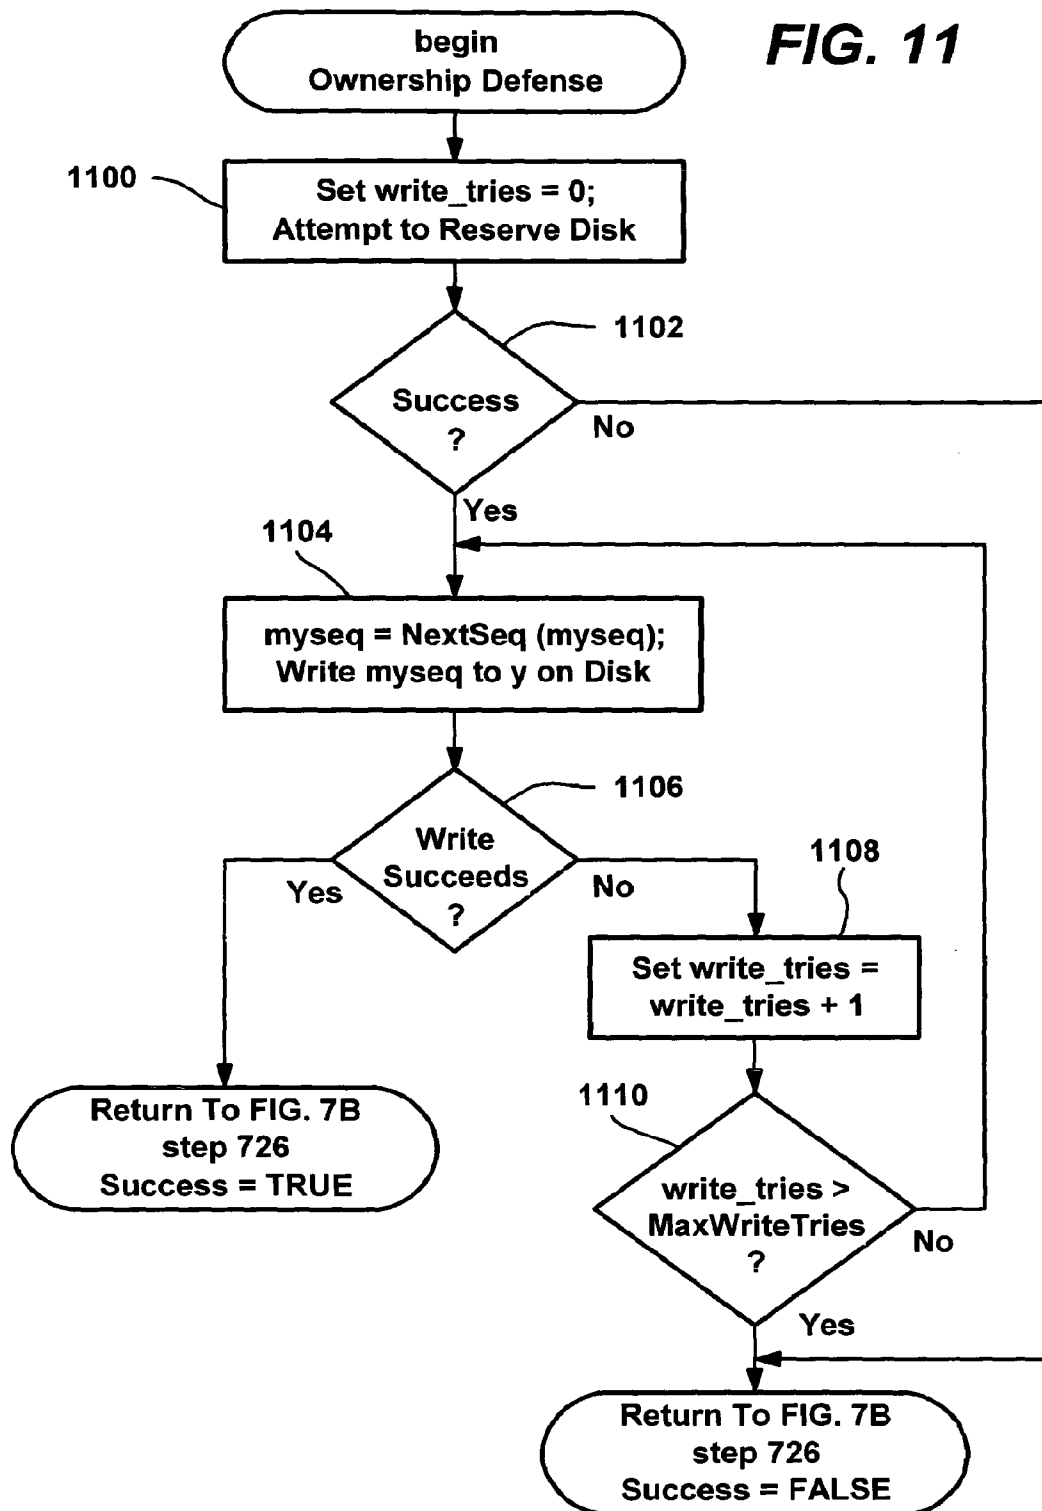 FIG. 11
begin
Ownership Defense
1100
Set write_tries = 0;
Attempt to Reserve Disk
1102
Success
?
No
Yes
1104
myseq = NextSeq (myseq);
Write myseq to y on Disk
1106
Write
Succeeds
?
Yes
No
1108
Set write_tries =
write_tries + 1
Return To FIG. 7B
step 726
Success = TRUE
1110
write_tries >
MaxWriteTries
?
No
Yes
Return To FIG. 7B
step 726
Success = FALSE